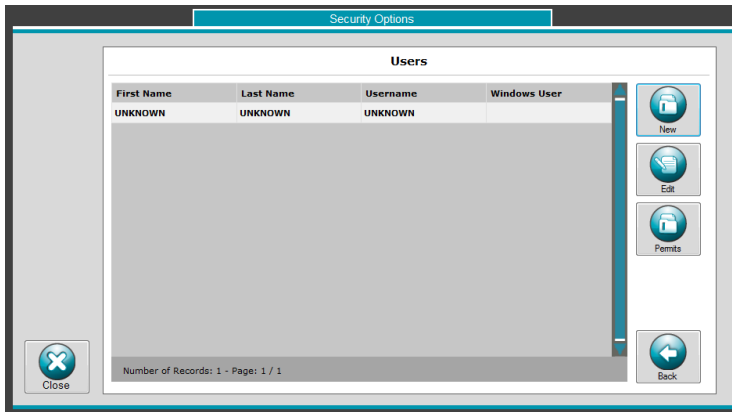 Security Options
Users
First Name Last Name Username Windows User
UNKNOWN UNKNOWN UNKNOWN
New
Edit
Permits
Number of Records: 1 - Page: 1 / 1
Back
Close